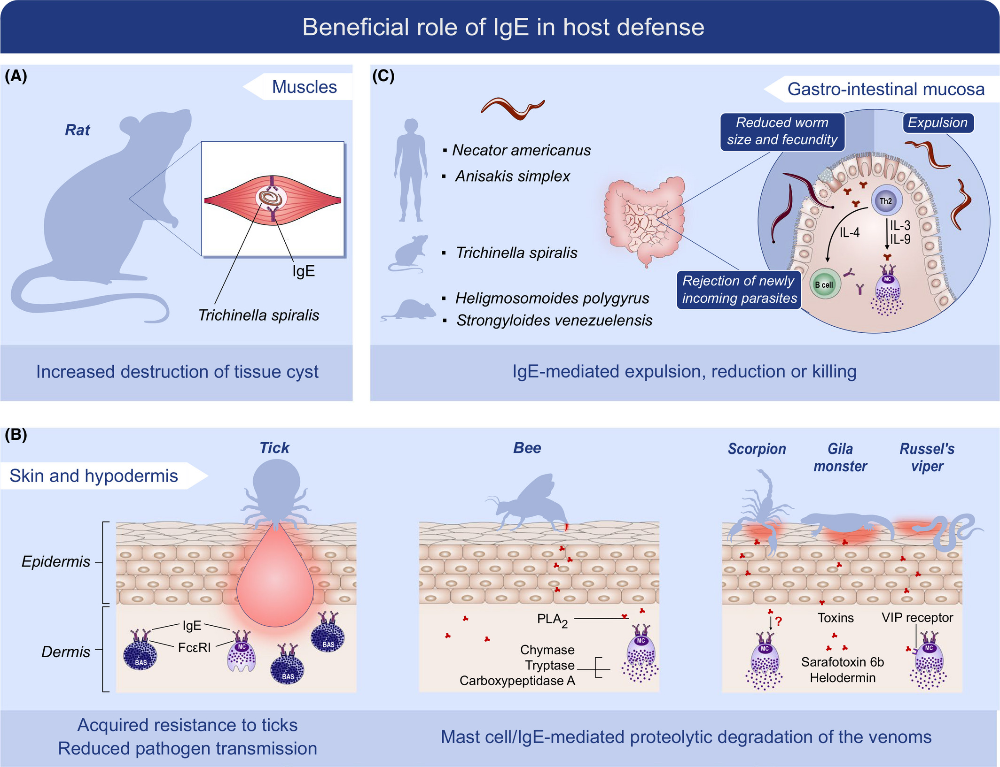 Beneficial role of IgE in host defense
(A)
Muscles
Rat
IgE
Trichinella spiralis
Increased destruction of tissue cyst
(C)
Gastro-intestinal mucosa
▪ Necator americanus
▪ Anisakis simplex
▪ Trichinella spiralis
▪ Heligmosomoides polygyrus
▪ Strongyloides venezuelensis
Reduced worm
size and fecundity
Expulsion
Th2
IL-4
IL-3
IL-9
B cell
MC
Rejection of newly
incoming parasites
IgE-mediated expulsion, reduction or killing
(B)
Skin and hypodermis
Tick
Bee
Scorpion
Gila
monster
Russel's
viper
Epidermis
Dermis
IgE
FcεRI
BAS
MC
BAS
BAS
PLA2
MC
Chymase
Tryptase
Carboxypeptidase A
?
MC
Toxins
Sarafotoxin 6b
Helodermin
VIP receptor
MC
Acquired resistance to ticks
Reduced pathogen transmission
Mast cell/IgE-mediated proteolytic degradation of the venoms